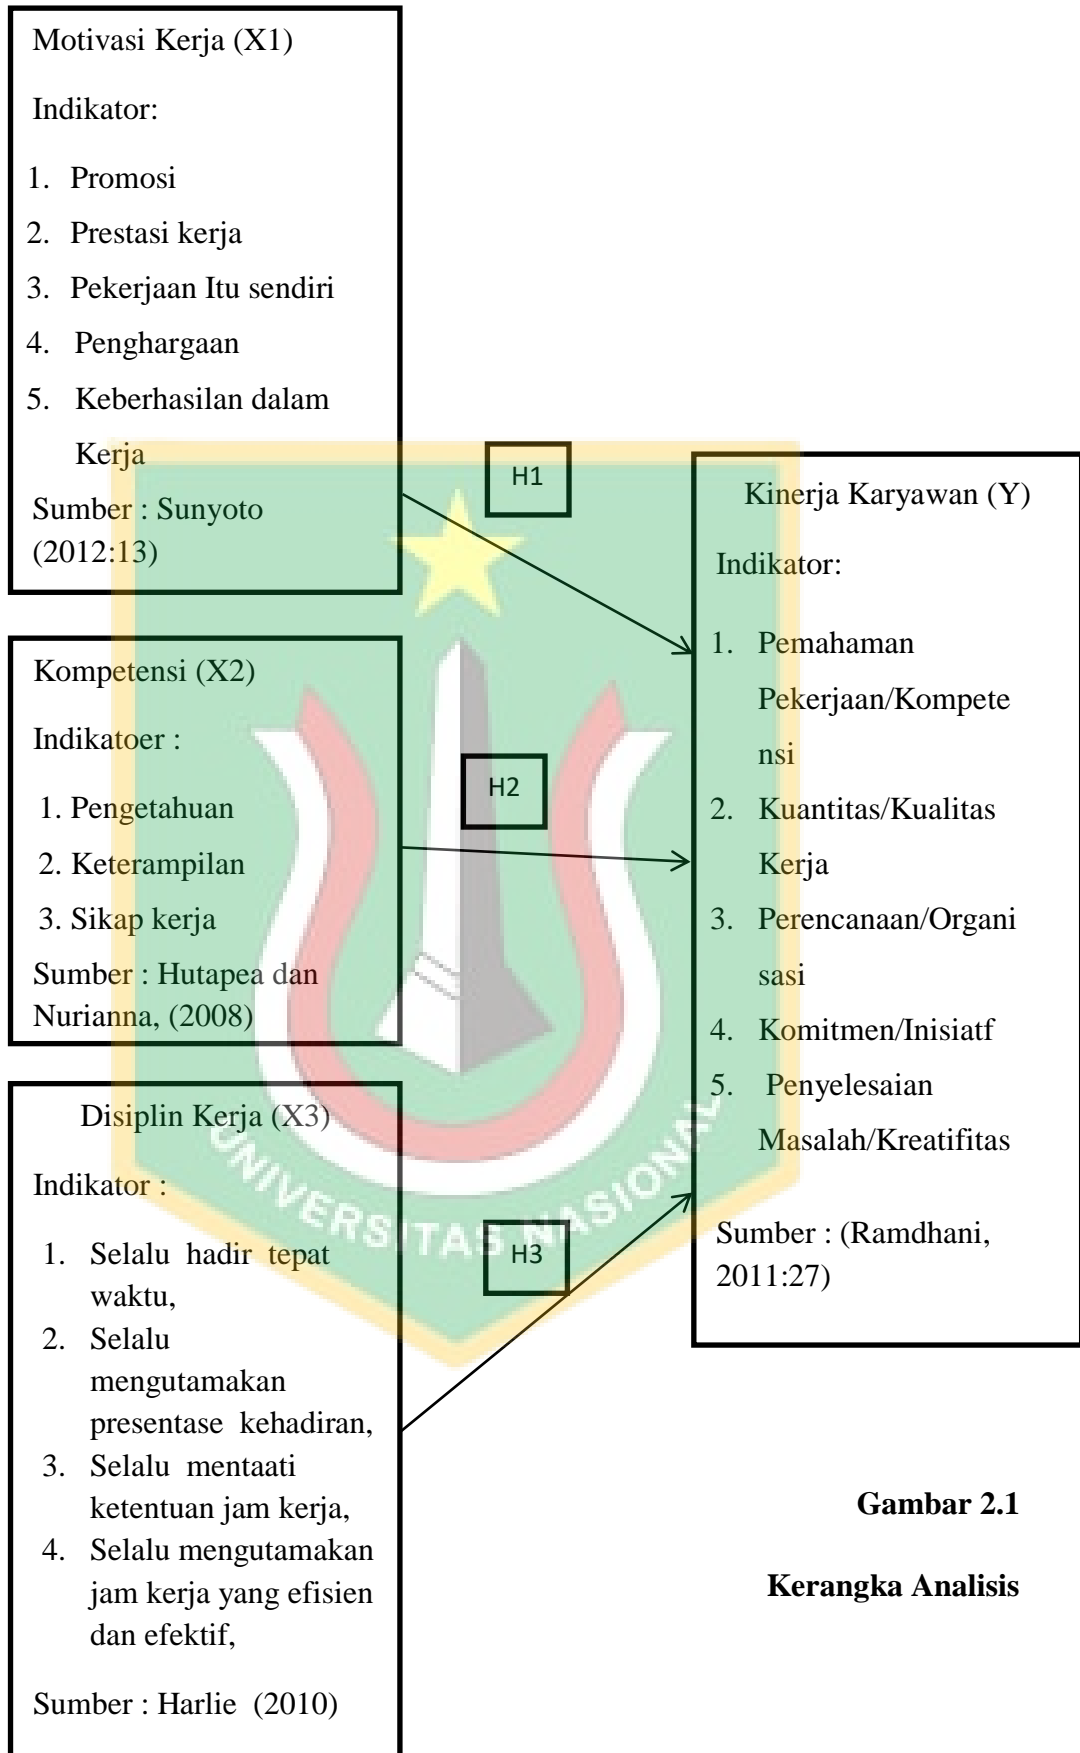 Motivasi Kerja (X1)
Indikator:
1. Promosi
2. Prestasi kerja
3. Pekerjaan Itu sendiri
4. Penghargaan
5. Keberhasilan dalam
Kerja
Sumber : Sunyoto
(2012:13)
Kompetensi (X2)
Indikatoer :
1. Pengetahuan
2. Keterampilan
3. Sikap kerja
Sumber : Hutapea dan
Nurianna, (2008)
Disiplin Kerja (X3)
Indikator :
1. Selalu hadir tepat
waktu,
2. Selalu
mengutamakan
presentase kehadiran,
3. Selalu mentaati
ketentuan jam kerja,
4. Selalu mengutamakan
jam kerja yang efisien
dan efektif,
Sumber : Harlie (2010)
H1
H2
H3
UNIVERSITAS NASIONAL
Kinerja Karyawan (Y)
Indikator:
1. Pemahaman
Pekerjaan/Kompete
nsi
2. Kuantitas/Kualitas
Kerja
3. Perencanaan/Organi
sasi
4. Komitmen/Inisiatf
5. Penyelesaian
Masalah/Kreatifitas
Sumber : (Ramdhani,
2011:27)
Gambar 2.1
Kerangka Analisis